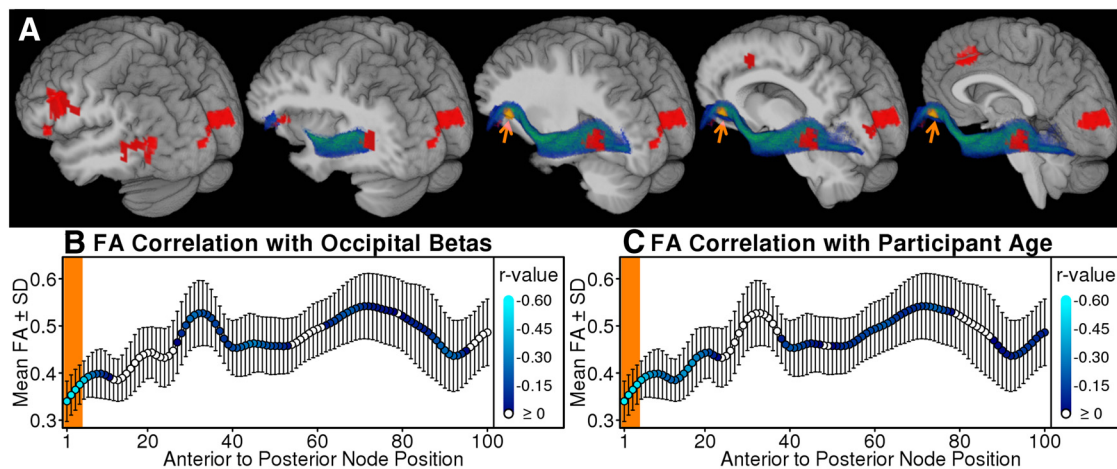 A
B FA Correlation with Occipital Betas
Mean FA ± SD
0.6
0.5
0.4
0.3
1 20 40 60 80 100
Anterior to Posterior Node Position
r-value
-0.60
-0.45
-0.30
-0.15
≥ 0
C FA Correlation with Participant Age
Mean FA ± SD
0.6
0.5
0.4
0.3
1 20 40 60 80 100
Anterior to Posterior Node Position
r-value
-0.60
-0.45
-0.30
-0.15
≥ 0